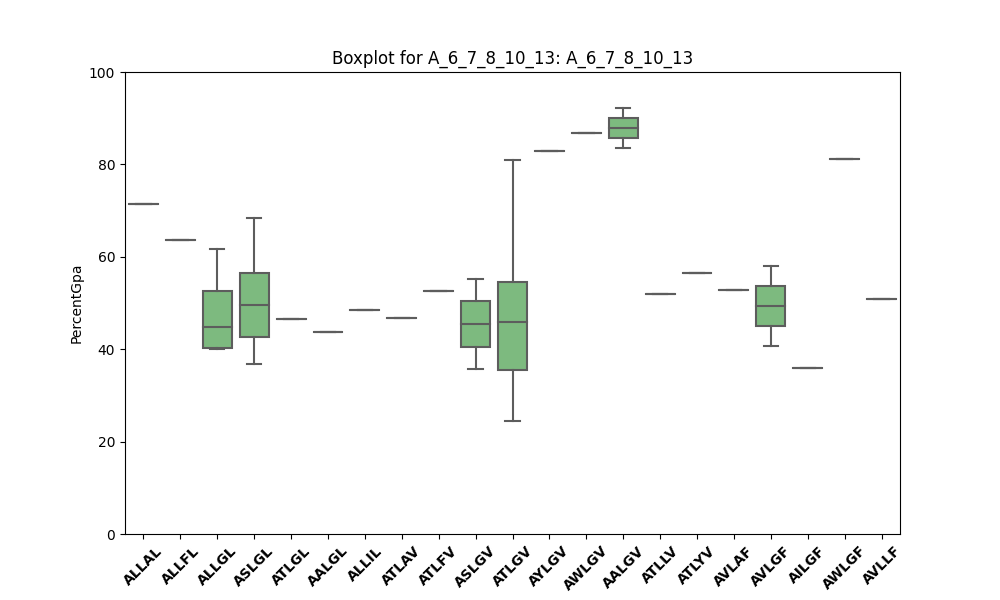 Boxplot for A_6_7_8_10_13: A_6_7_8_10_13
100
80
60
40
20
0
PercentGpa
ALLAL
ALLFL
ALLGL
ASLGL
ATLGL
AALGL
ALLIL
ATLAV
ATLFV
ASLGV
ATLGV
AYLGV
AWLGV
AALGV
ATLLV
ATLYV
AVLAF
AVLGF
AILGF
AWLGF
AVLLF